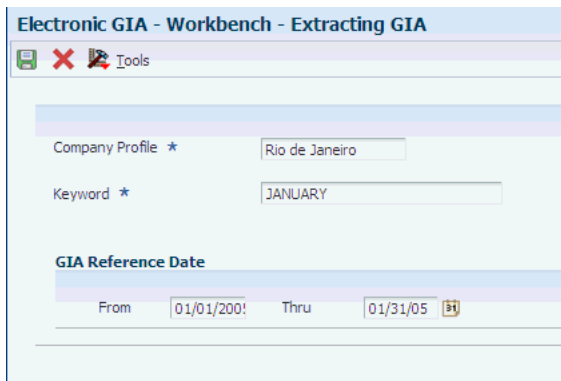 Electronic GIA - Workbench - Extracting GIA
Tools
Company Profile * Rio de Janeiro
Keyword * JANUARY
GIA Reference Date
From 01/01/200 Thru 01/31/05 31